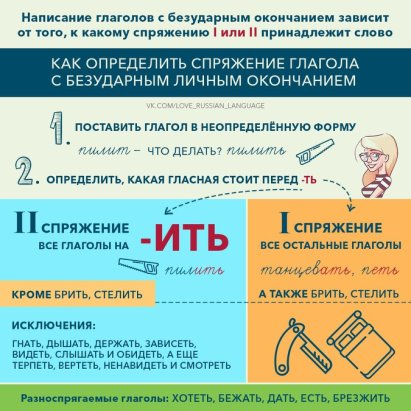 Написание глаголов с безударным окончанием зависит
от того, к какому спряжению I или II принадлежит слово
КАК ОПРЕДЕЛИТЬ СПРЯЖЕНИЕ ГЛАГОЛА
С БЕЗУДАРНЫМ ЛИЧНЫМ ОКОНЧАНИЕМ
VK.COM/LOVE_RUSSIAN_LANGUAGE
1. ПОСТАВИТЬ ГЛАГОЛ В НЕОПРЕДЕЛЁННУЮ ФОРМУ
пилит – ЧТО ДЕЛАТЬ? пилить
2. ОПРЕДЕЛИТЬ, КАКАЯ ГЛАСНАЯ СТОИТ ПЕРЕД -ТЬ
II СПРЯЖЕНИЕ
ВСЕ ГЛАГОЛЫ НА
-ИТЬ
пилить
КРОМЕ БРИТЬ, СТЕЛИТЬ
ИСКЛЮЧЕНИЯ:
ГНАТЬ, ДЫШАТЬ, ДЕРЖАТЬ, ЗАВИСЕТЬ,
ВИДЕТЬ, СЛЫШАТЬ И ОБИДЕТЬ, А ЕЩЕ
ТЕРПЕТЬ, ВЕРТЕТЬ, НЕНАВИДЕТЬ И СМОТРЕТЬ
I СПРЯЖЕНИЕ
ВСЕ ОСТАЛЬНЫЕ ГЛАГОЛЫ
танцевать, петь
А ТАКЖЕ БРИТЬ, СТЕЛИТЬ
Разноспрягаемые глаголы: ХОТЕТЬ, БЕЖАТЬ, ДАТЬ, ЕСТЬ, БРЕЗЖИТЬ